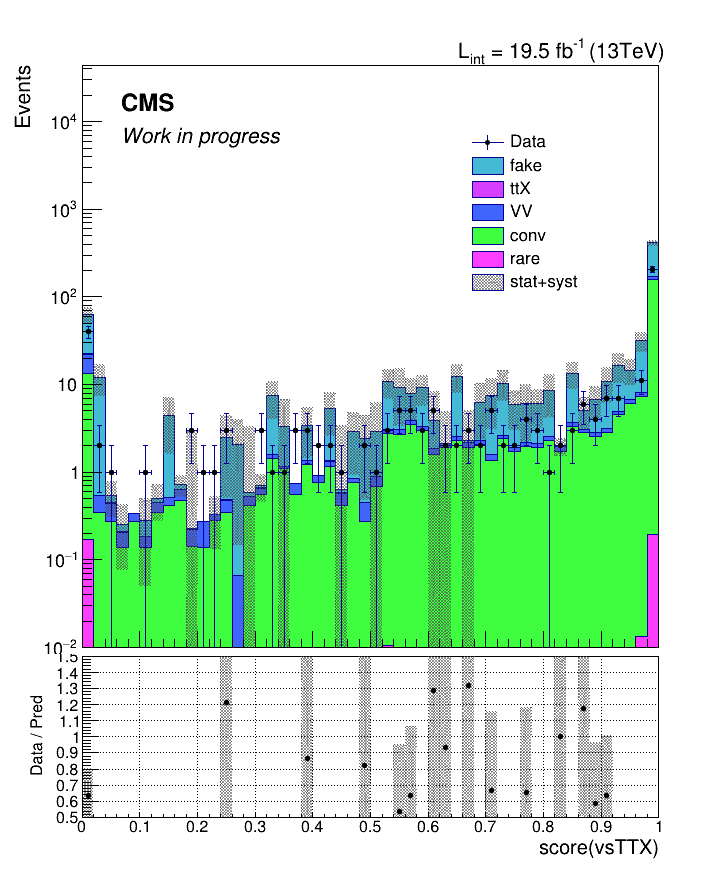 L_int = 19.5 fb^-1 (13TeV)
Events
CMS
Work in progress
Data
fake
ttX
VV
conv
rare
stat+syst
10^4
10^3
10^2
10
1
10^-1
10^-2
Data / Pred
1.5
1.4
1.3
1.2
1.1
1
0.9
0.8
0.7
0.6
0.5
0 0.1 0.2 0.3 0.4 0.5 0.6 0.7 0.8 0.9 1
score(vsTTX)